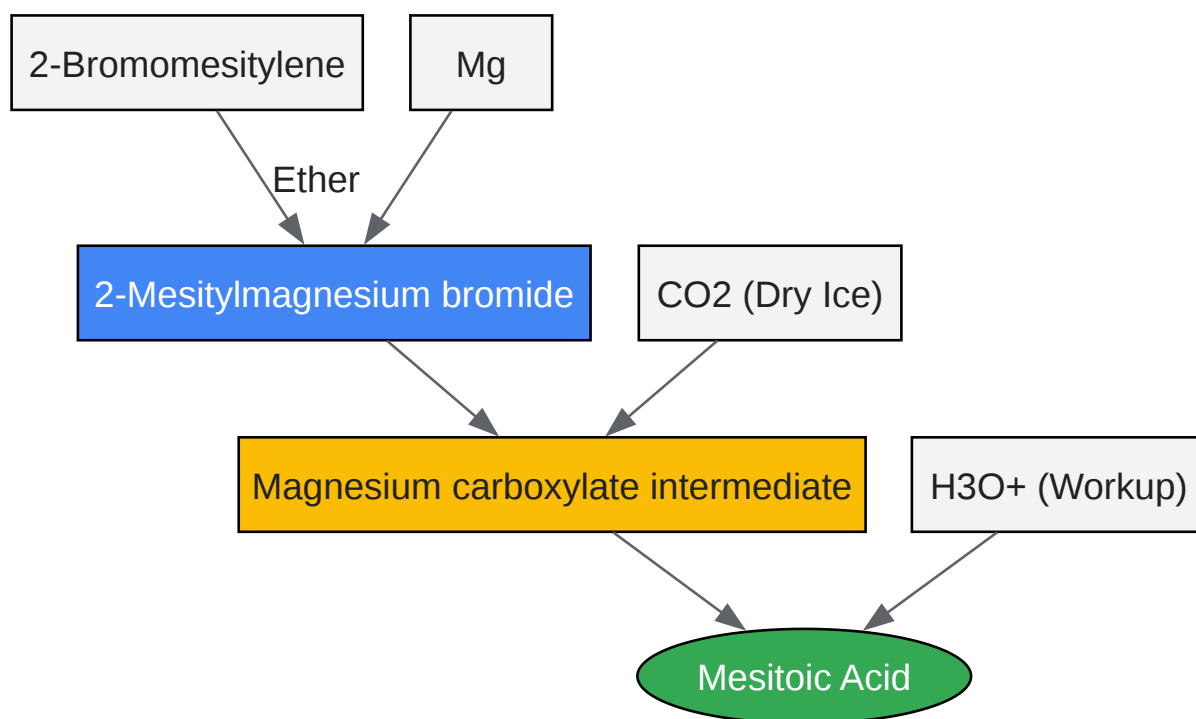 2-Bromomesitylene
Mg
Ether
2-Mesitylmagnesium bromide
CO2 (Dry Ice)
Magnesium carboxylate intermediate
H3O+ (Workup)
Mesitoic Acid